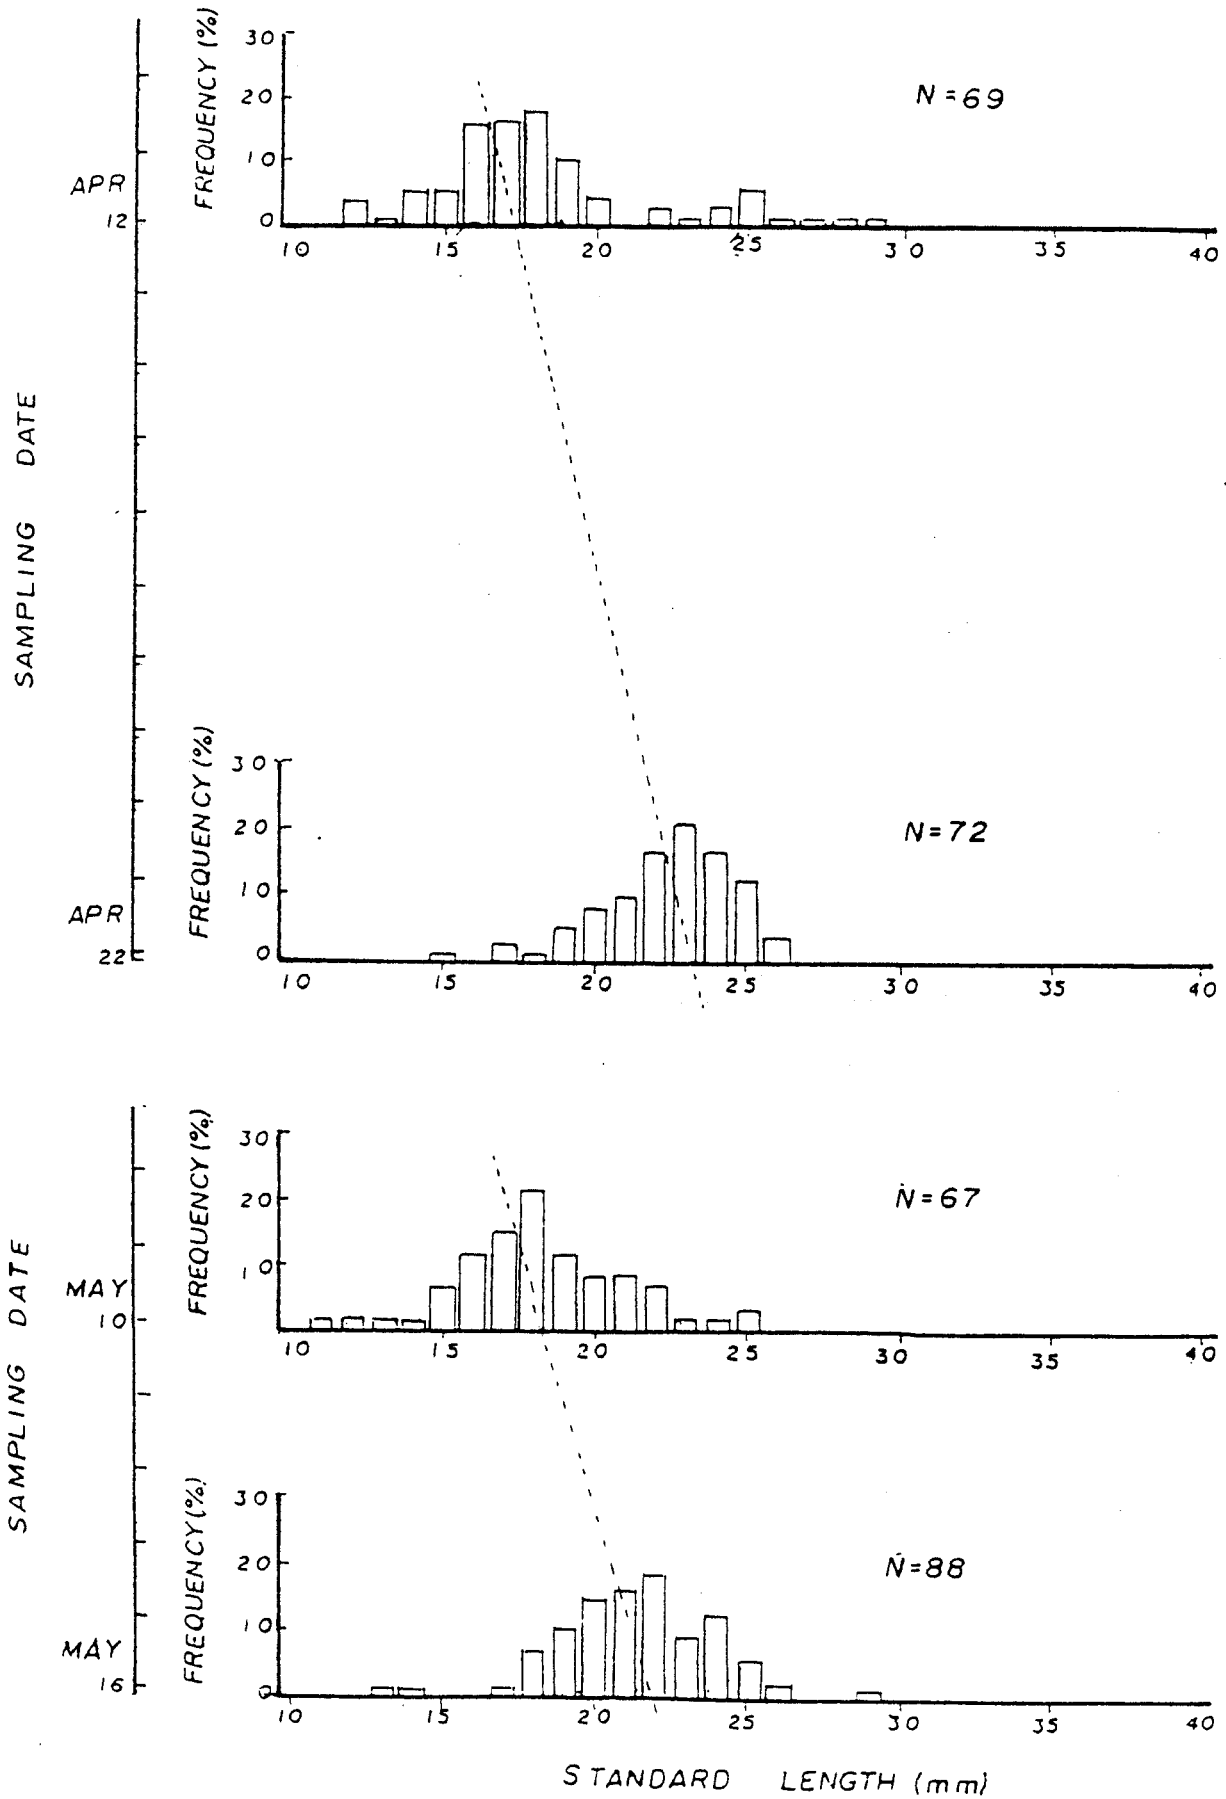 FREQUENCY (%)
30
20
10
0
N = 69
APR
12
10 15 20 25 30 35 40
SAMPLING DATE
FREQUENCY (%)
30
20
10
0
N = 72
APR
22
10 15 20 25 30 35 40
FREQUENCY (%)
30
20
10
N = 67
MAY
10
10 15 20 25 30 35 40
SAMPLING DATE
FREQUENCY (%)
30
20
10
0
N = 88
MAY
16
10 15 20 25 30 35 40
STANDARD LENGTH (mm)